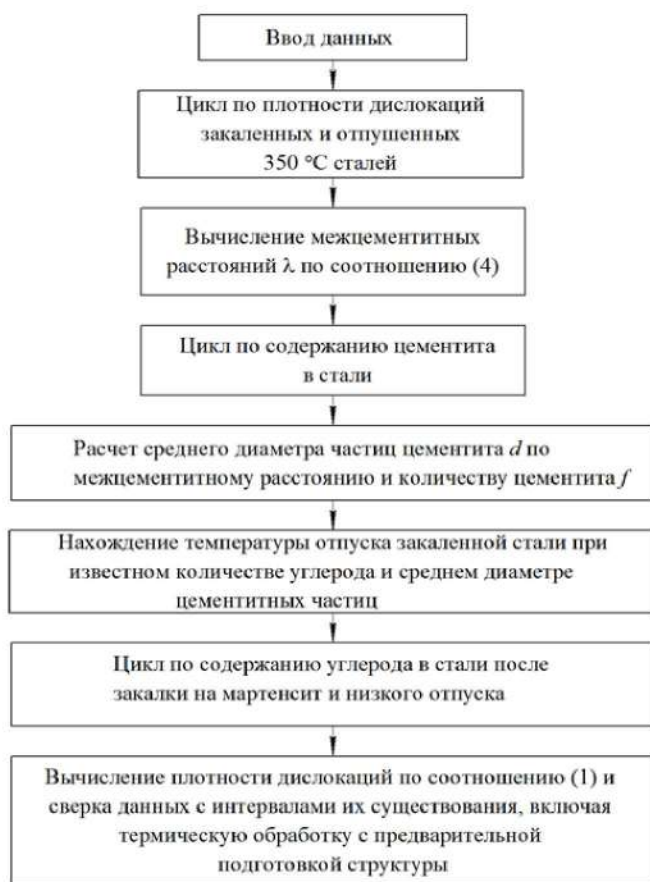 Ввод данных
Цикл по плотности дислокаций
закаленных и отпушенных
350 °C сталей
Вычисление межцементитных
расстояний λ по соотношению (4)
Цикл по содержанию цементита
в стали
Расчет среднего диаметра частиц цементита d по
межцементитному расстоянию и количеству цементита f
Нахождение температуры отпуска закаленной стали при
известном количестве углерода и среднем диаметре
цементитных частиц
Цикл по содержанию углерода в стали после
закалки на мартенсит и низкого отпуска
Вычисление плотности дислокаций по соотношению (1) и
сверка данных с интервалами их существования, включая
термическую обработку с предварительной
подготовкой структуры